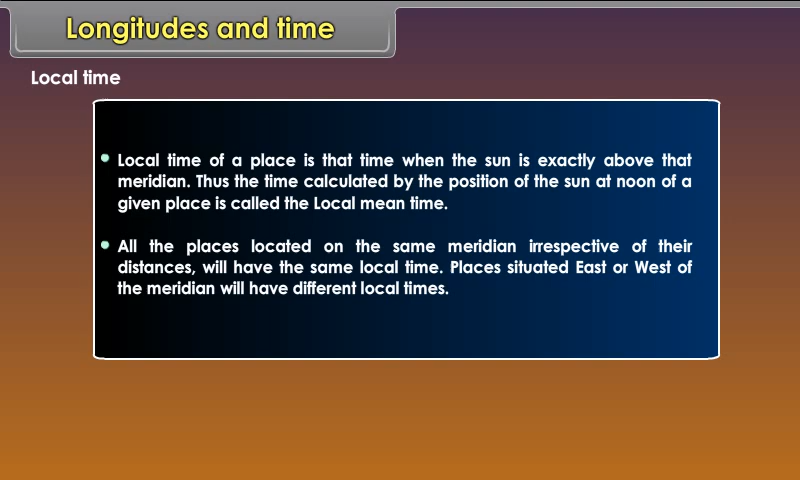 Longitudes and time
Local time
Local time of a place is that time when the sun is exactly above that
meridian. Thus the time calculated by the position of the sun at noon of a
given place is called the Local mean time.
All the places located on the same meridian irrespective of their
distances, will have the same local time. Places situated East or West of
the meridian will have different local times.